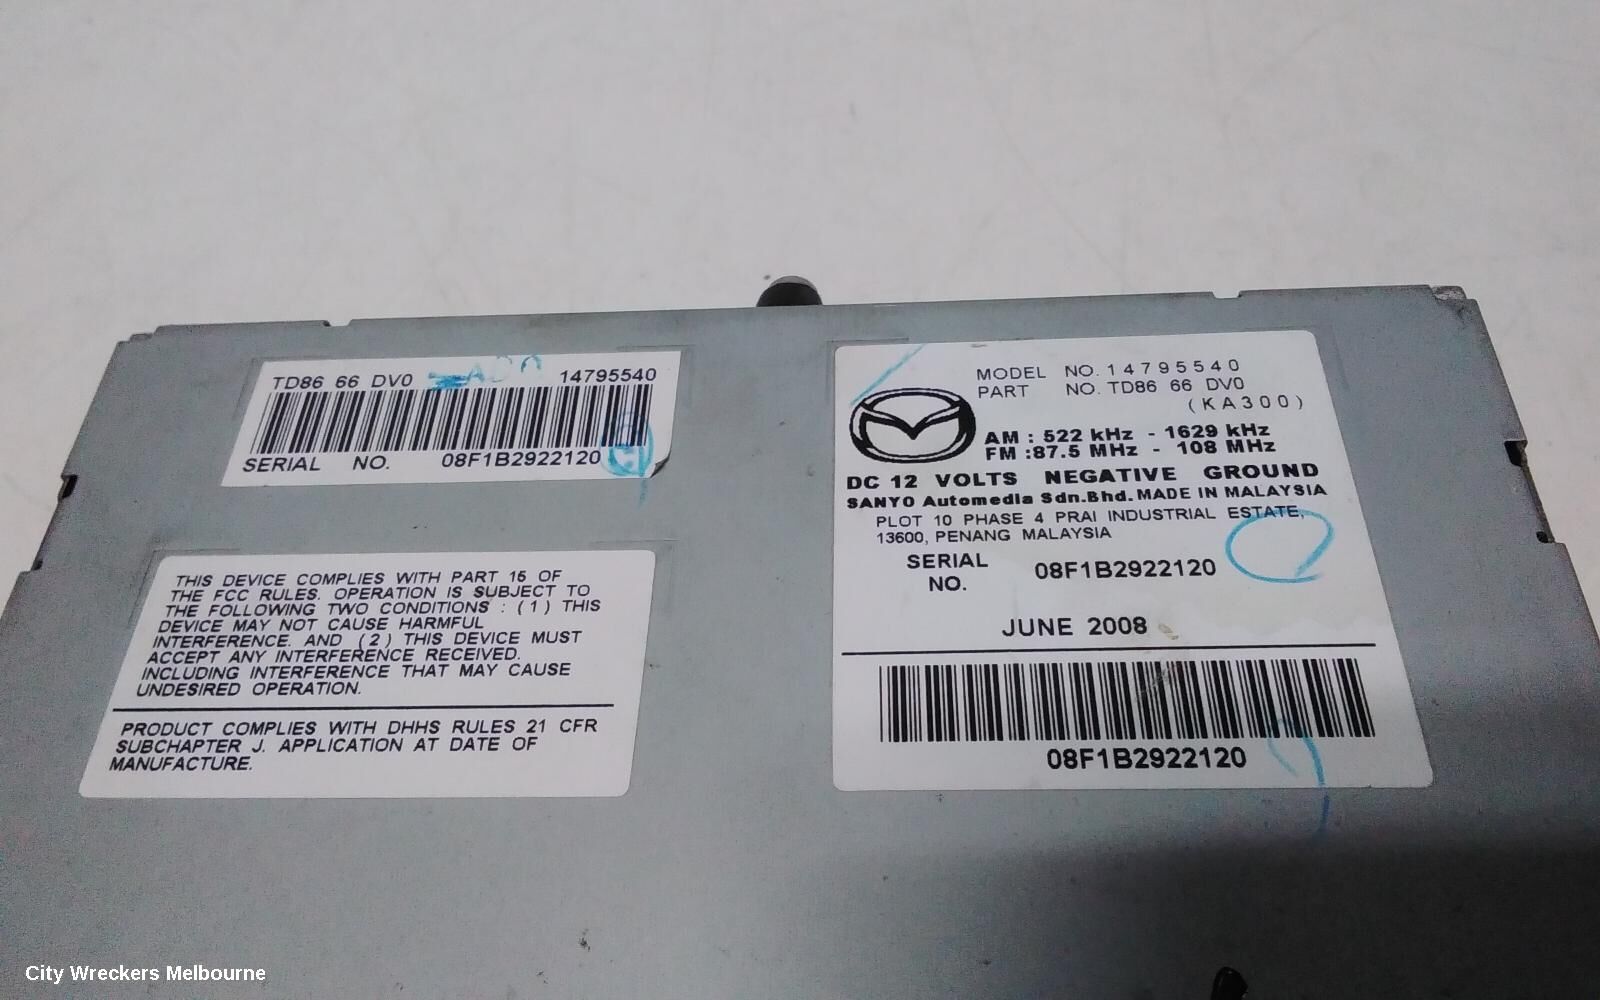 TD86 66 DV0
14795540
SERIAL NO. 08F1B2922120
THIS DEVICE COMPLIES WITH PART 15 OF
THE FCC RULES. OPERATION IS SUBJECT TO
THE FOLLOWING TWO CONDITIONS : (1) THIS
DEVICE MAY NOT CAUSE HARMFUL
INTERFERENCE. AND (2) THIS DEVICE MUST
ACCEPT ANY INTERFERENCE RECEIVED.
INCLUDING INTERFERENCE THAT MAY CAUSE
UNDESIRED OPERATION.
PRODUCT COMPLIES WITH DHHS RULES 21 CFR
SUBCHAPTER J. APPLICATION AT DATE OF
MANUFACTURE.
MODEL NO. 14795540
PART NO. TD86 66 DV0
(KA300)
AM : 522 kHz - 1629 kHz
FM :87.5 MHz - 108 MHz
DC 12 VOLTS NEGATIVE GROUND
SANYO Automedia Sdn.Bhd. MADE IN MALAYSIA
PLOT 10 PHASE 4 PRAI INDUSTRIAL ESTATE,
13600, PENANG MALAYSIA
SERIAL NO. 08F1B2922120
JUNE 2008
08F1B2922120
City Wreckers Melbourne